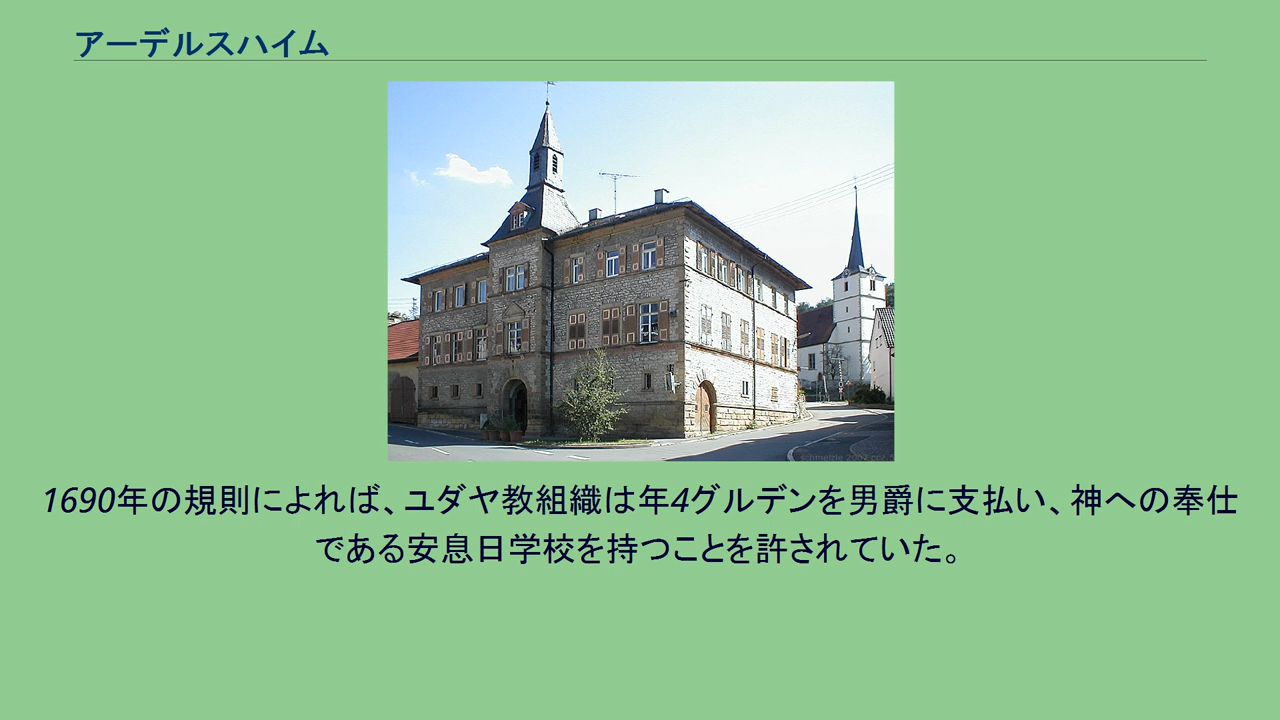 アーデルスハイム
1690年の規則によれば、ユダヤ教組織は年4グルデンを男爵に支払い、神への奉仕
である安息日学校を持つことを許されていた。